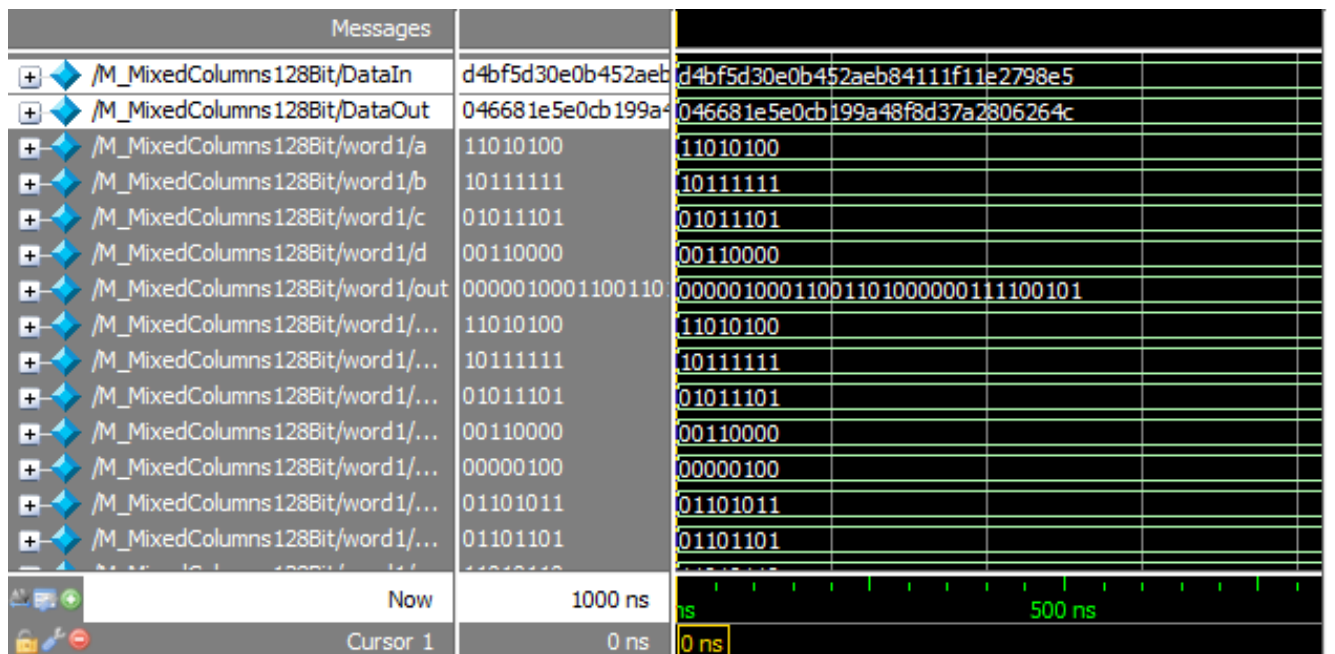 Messages
/M_MixedColumns128Bit/DataIn d4bf5d30e0b452aeb d4bf5d30e0b452aeb84111f11e2798e5
/M_MixedColumns128Bit/DataOut 046681e5e0cb199a4 046681e5e0cb199a48f8d37a2806264c
/M_MixedColumns128Bit/word1/a 11010100 11010100
/M_MixedColumns128Bit/word1/b 10111111 10111111
/M_MixedColumns128Bit/word1/c 01011101 01011101
/M_MixedColumns128Bit/word1/d 00110000 00110000
/M_MixedColumns128Bit/word1/out 00000100011001101 00000100011001101000000111100101
/M_MixedColumns128Bit/word1/... 11010100 11010100
/M_MixedColumns128Bit/word1/... 10111111 10111111
/M_MixedColumns128Bit/word1/... 01011101 01011101
/M_MixedColumns128Bit/word1/... 00110000 00110000
/M_MixedColumns128Bit/word1/... 00000100 00000100
/M_MixedColumns128Bit/word1/... 01101011 01101011
/M_MixedColumns128Bit/word1/... 01101101 01101101
Now 1000 ns ns 500 ns
Cursor 1 0 ns 0 ns